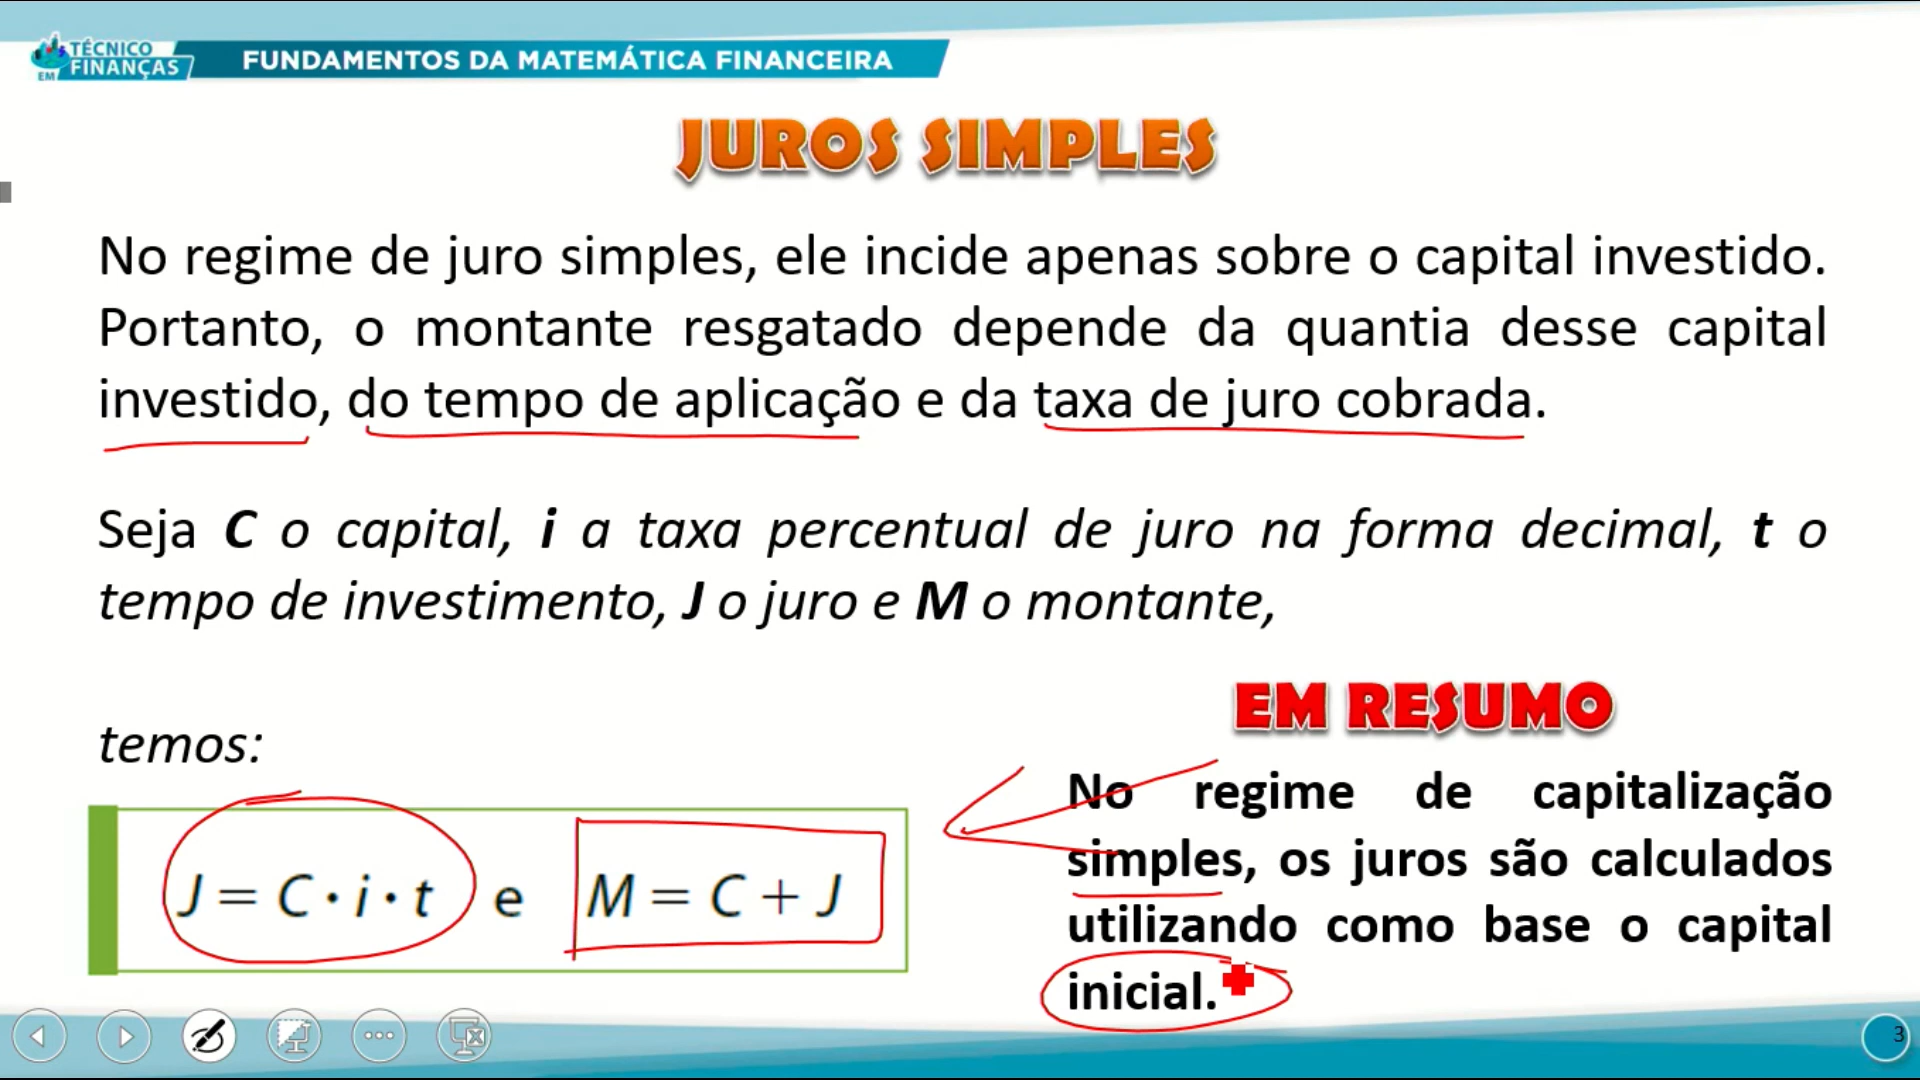 TÉCNICO
EM FINANÇAS
FUNDAMENTOS DA MATEMÁTICA FINANCEIRA
JUROS SIMPLES
No regime de juro simples, ele incide apenas sobre o capital investido.
Portanto, o montante resgatado depende da quantia desse capital
investido, do tempo de aplicação e da taxa de juro cobrada.
Seja C o capital, i a taxa percentual de juro na forma decimal, t o
tempo de investimento, J o juro e M o montante,
temos:
J = C · i · t e M = C + J
EM RESUMO
No regime de capitalização
simples, os juros são calculados
utilizando como base o capital
inicial.
3